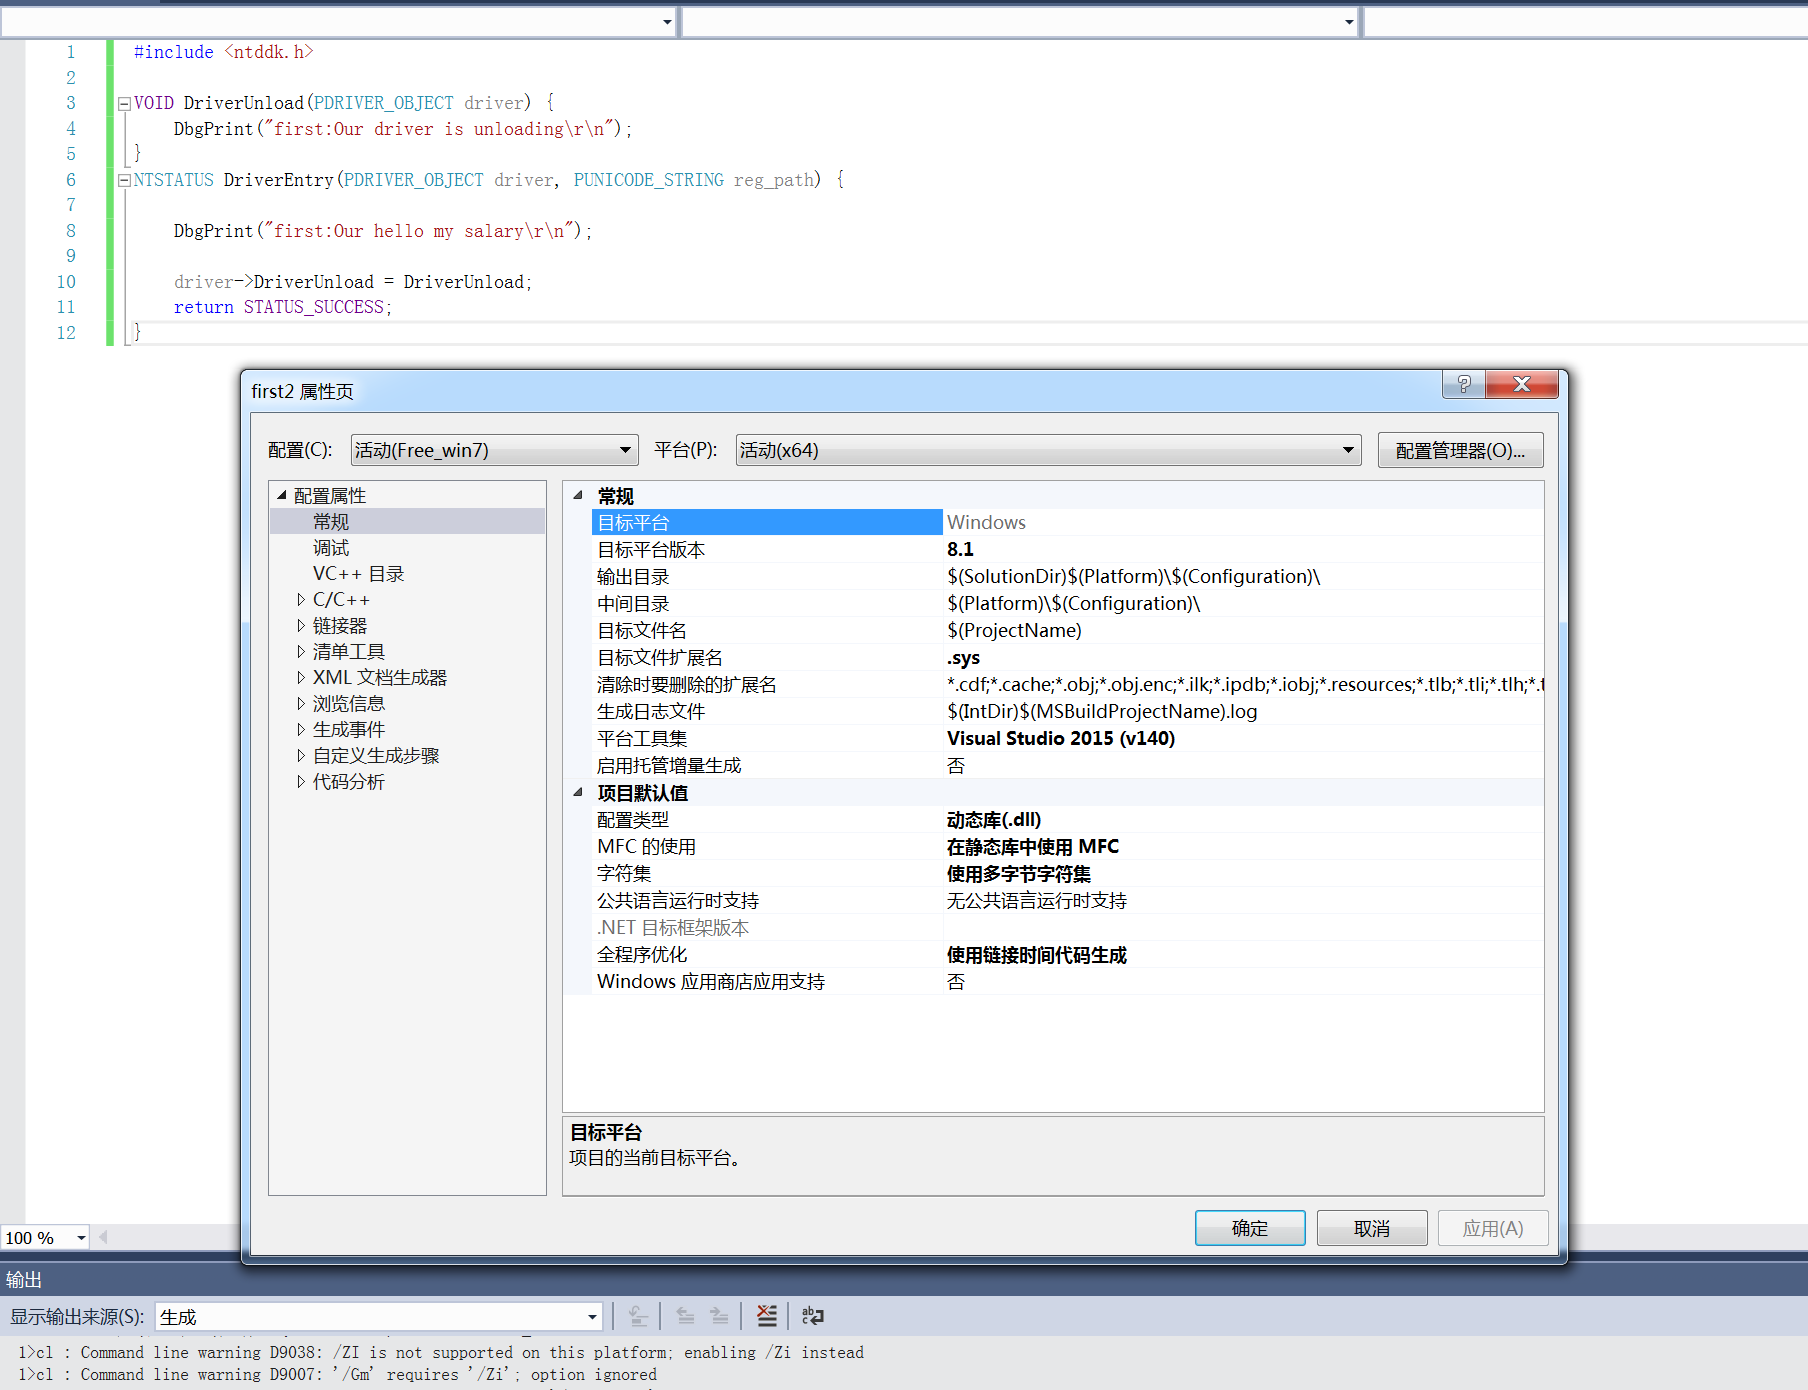 1 #include <ntddk.h>
2
3 VOID DriverUnload(PDRIVER_OBJECT driver) {
4 DbgPrint("first:Our driver is unloading\r\n");
5 }
6 NTSTATUS DriverEntry(PDRIVER_OBJECT driver, PUNICODE_STRING reg_path) {
7
8 DbgPrint("first:Our hello my salary\r\n");
9
10 driver->DriverUnload = DriverUnload;
11 return STATUS_SUCCESS;
12 }
first2 属性页
配置(C): 活动(Free_win7) 平台(P): 活动(x64) 配置管理器(O)...
配置属性
常规
调试
VC++ 目录
C/C++
链接器
清单工具
XML 文档生成器
浏览信息
生成事件
自定义生成步骤
代码分析
常规
目标平台 Windows
目标平台版本 8.1
输出目录 $(SolutionDir)$(Platform)\$(Configuration)\
中间目录 $(Platform)\$(Configuration)\
目标文件名 $(ProjectName)
目标文件扩展名 .sys
清除时要删除的扩展名 *.cdf;*.cache;*.obj;*.obj.enc;*.ilk;*.ipdb;*.iobj;*.resources;*.tlb;*.tli;*.tlh;*.t
生成日志文件 $(IntDir)$(MSBuildProjectName).log
平台工具集 Visual Studio 2015 (v140)
启用托管增量生成 否
项目默认值
配置类型 动态库(.dll)
MFC 的使用 在静态库中使用 MFC
字符集 使用多字节字符集
公共语言运行时支持 无公共语言运行时支持
.NET 目标框架版本
全程序优化 使用链接时间代码生成
Windows 应用商店应用支持 否
目标平台
项目的当前目标平台。
确定 取消 应用(A)
100 %
输出
显示输出来源(S): 生成
1>cl : Command line warning D9038: /ZI is not supported on this platform; enabling /Zi instead
1>cl : Command line warning D9007: '/Gm' requires '/Zi'; option ignored